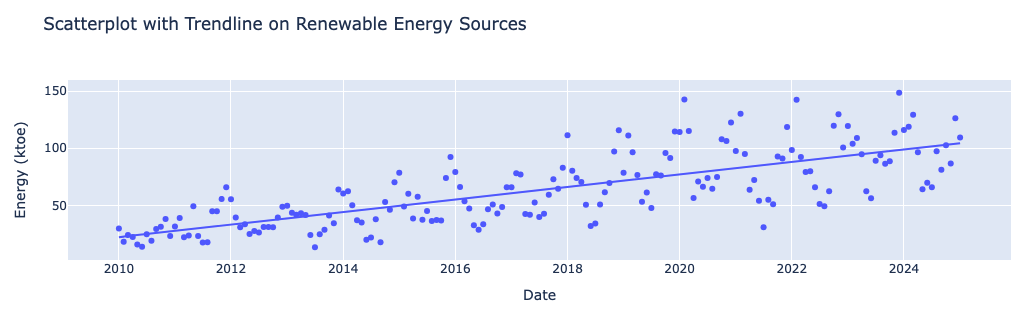 Scatterplot with Trendline on Renewable Energy Sources
Energy (ktoe)
150
100
50
2010 2012 2014 2016 2018 2020 2022 2024
Date